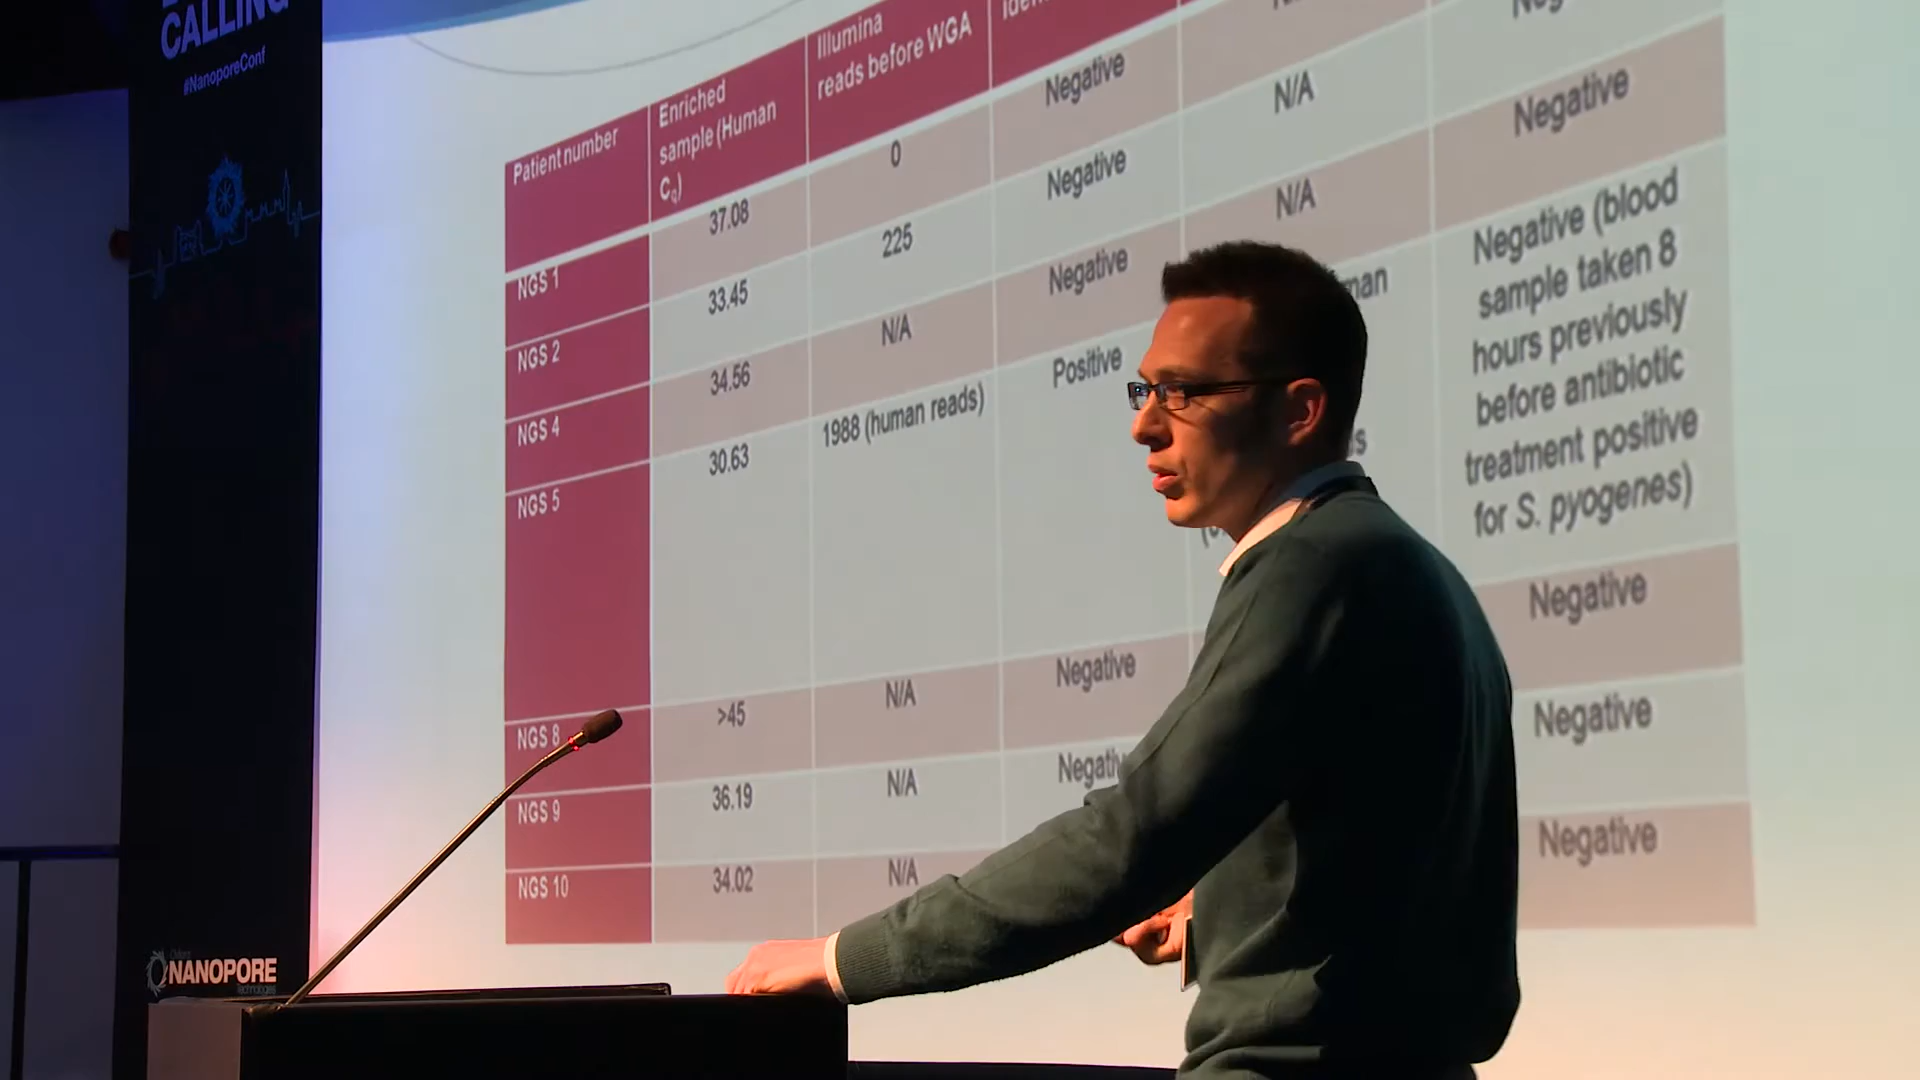 CALLING
#NanoporeConf
Patient number
Enriched
sample (Human
Cq)
Illumina
reads before WGA
NGS 1
37.08
0
Negative
NGS 2
33.45
225
Negative
N/A
Negative
NGS 4
34.56
N/A
Negative
N/A
NGS 5
30.63
1988 (human reads)
Positive
Negative (blood
sample taken 8
hours previously
before antibiotic
treatment positive
for S. pyogenes)
NGS 8
>45
N/A
Negative
Negative
NGS 9
36.19
N/A
Negative
NGS 10
34.02
N/A
Negative
NANOPORE
Technologies